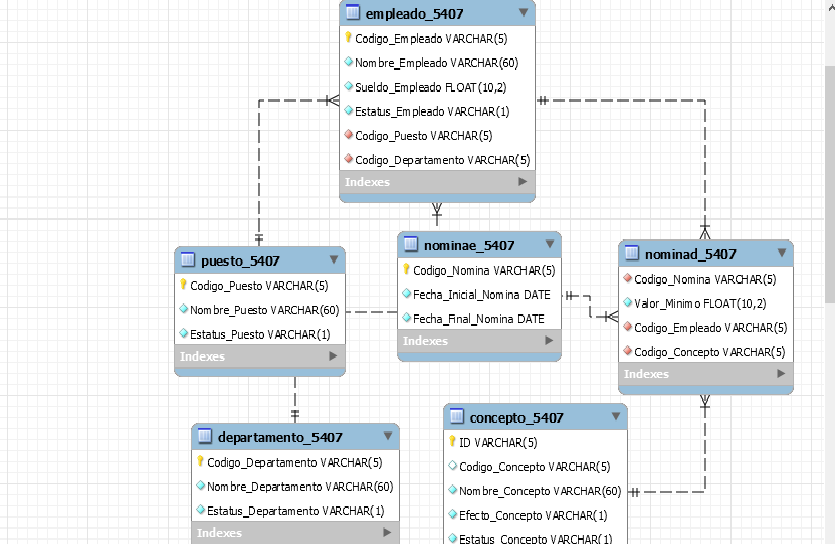 empleado_5407
Codigo_Empleado VARCHAR(5)
Nombre_Empleado VARCHAR(60)
Sueldo_Empleado FLOAT(10,2)
Estatus_Empleado VARCHAR(1)
Codigo_Puesto VARCHAR(5)
Codigo_Departamento VARCHAR(5)
Indexes
puesto_5407
Codigo_Puesto VARCHAR(5)
Nombre_Puesto VARCHAR(60)
Estatus_Puesto VARCHAR(1)
Indexes
nominae_5407
Codigo_Nomina VARCHAR(5)
Fecha_Inicial_Nomina DATE
Fecha_Final_Nomina DATE
Indexes
nominad_5407
Codigo_Nomina VARCHAR(5)
Valor_Minimo FLOAT(10,2)
Codigo_Empleado VARCHAR(5)
Codigo_Concepto VARCHAR(5)
Indexes
departamento_5407
Codigo_Departamento VARCHAR(5)
Nombre_Departamento VARCHAR(60)
Estatus_Departamento VARCHAR(1)
Indexes
concepto_5407
ID VARCHAR(5)
Codigo_Concepto VARCHAR(5)
Nombre_Concepto VARCHAR(60)
Efecto_Concepto VARCHAR(1)
Estatus_Concepto VARCHAR(1)